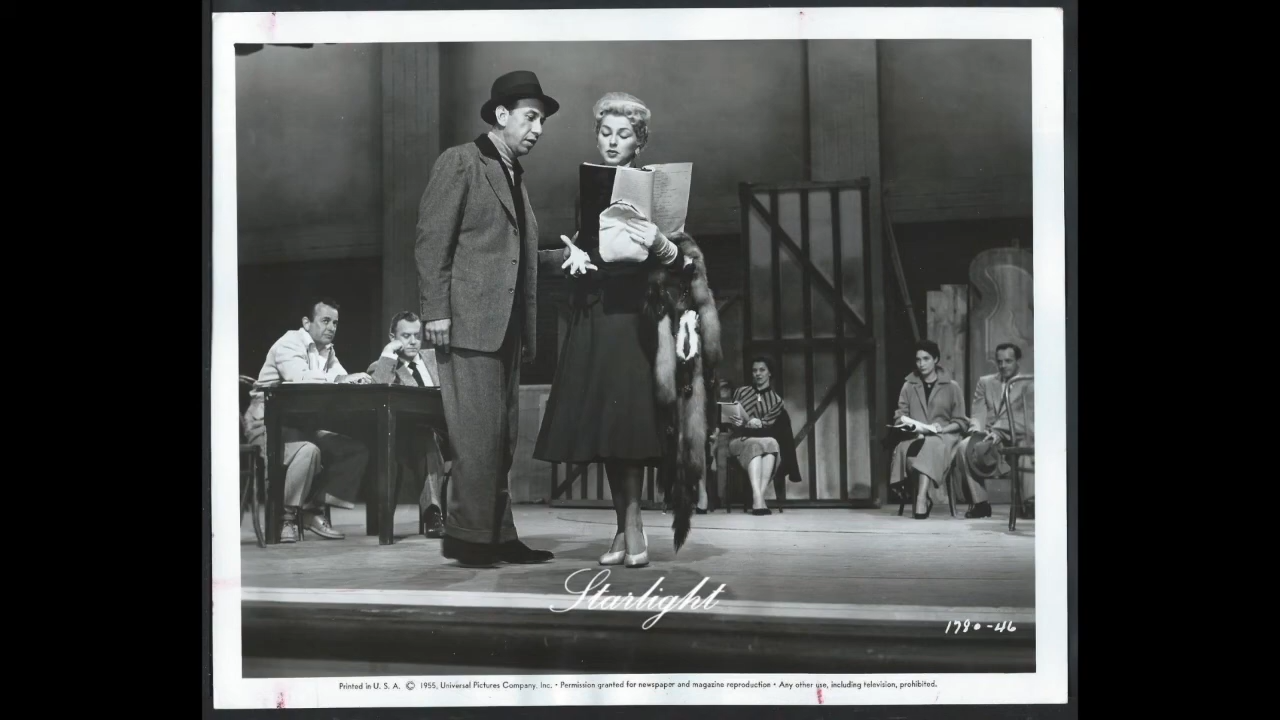 Starlight
1780-46
Printed in U. S. A. © 1955, Universal Pictures Company, Inc. • Permission granted for newspaper and magazine reproduction • Any other use, including television, prohibited.